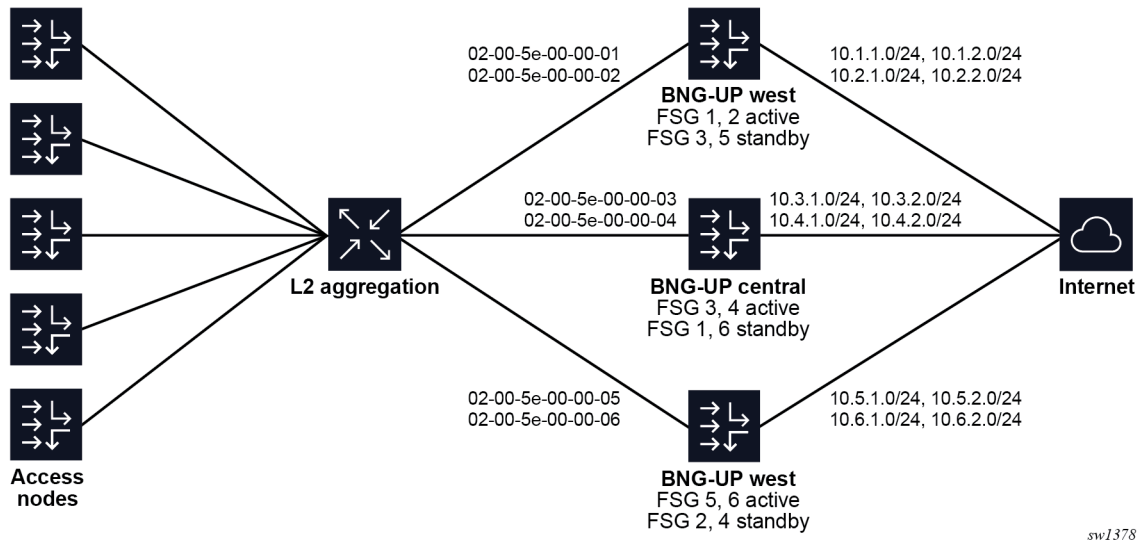 02-00-5e-00-00-01
02-00-5e-00-00-02
10.1.1.0/24, 10.1.2.0/24
10.2.1.0/24, 10.2.2.0/24
BNG-UP west
FSG 1, 2 active
FSG 3, 5 standby
02-00-5e-00-00-03
02-00-5e-00-00-04
10.3.1.0/24, 10.3.2.0/24
10.4.1.0/24, 10.4.2.0/24
L2 aggregation
BNG-UP central
FSG 3, 4 active
FSG 1, 6 standby
Internet
02-00-5e-00-00-05
02-00-5e-00-00-06
10.5.1.0/24, 10.5.2.0/24
10.6.1.0/24, 10.6.2.0/24
Access
nodes
BNG-UP west
FSG 5, 6 active
FSG 2, 4 standby
sw1378